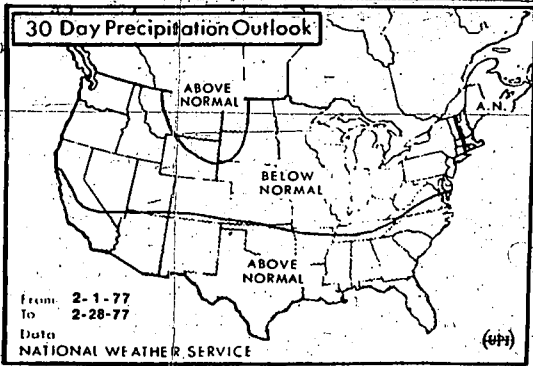 30 Day Precipitation Outlook
ABOVE
NORMAL
A.N.
BELOW
NORMAL
ABOVE
NORMAL
From 2-1-77
To 2-28-77
Data
NATIONAL WEATHER SERVICE
(UPI)